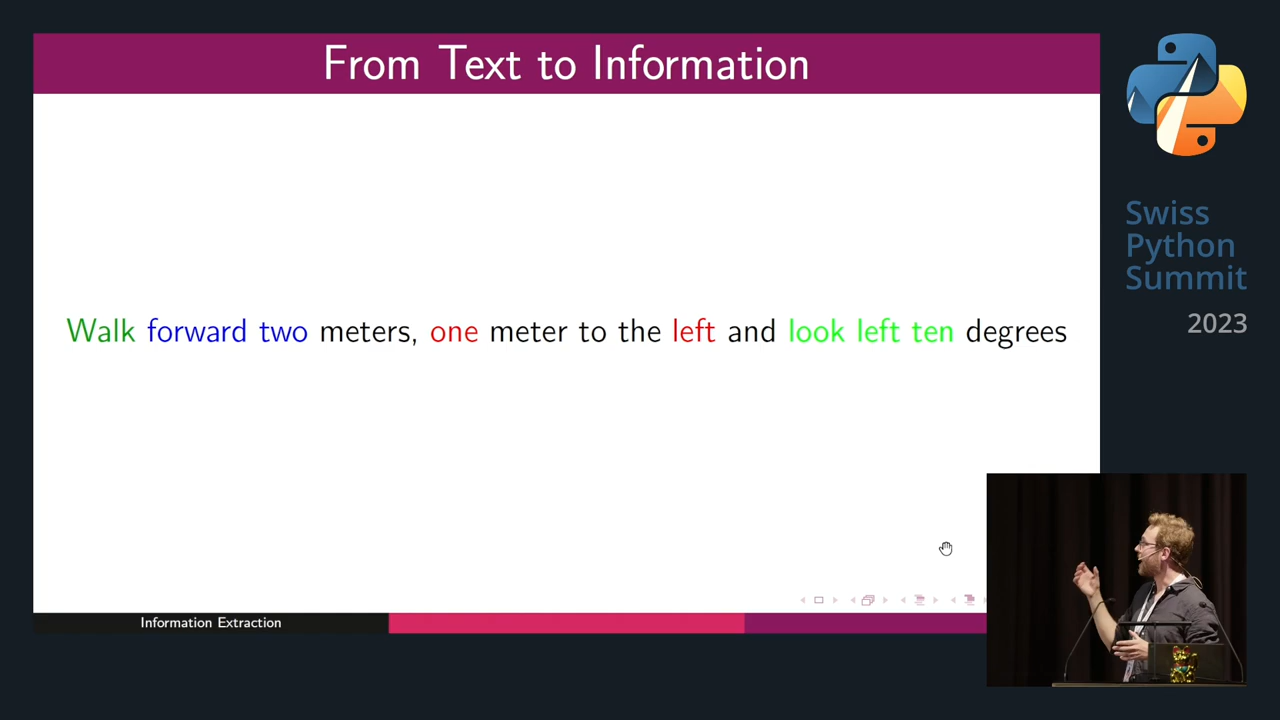 From Text to Information
Walk forward two meters, one meter to the left and look left ten degrees
Information Extraction
Swiss
Python
Summit
2023